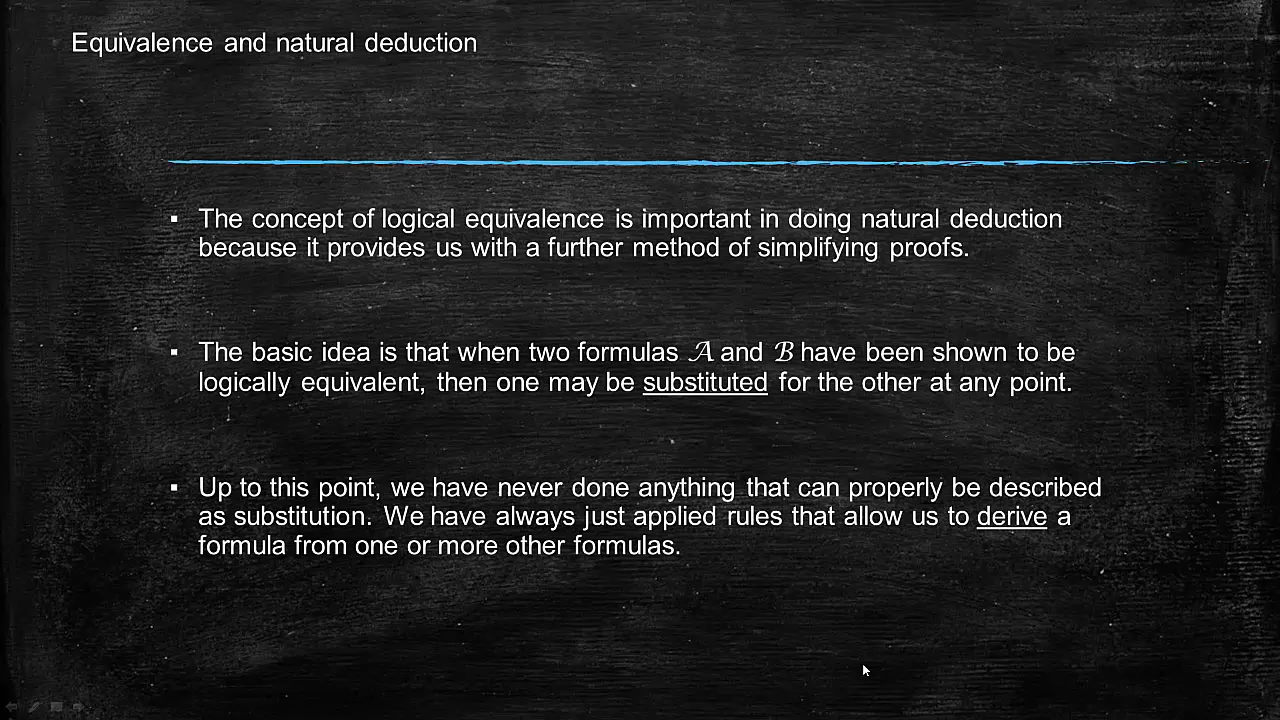 Equivalence and natural deduction
▪ The concept of logical equivalence is important in doing natural deduction
because it provides us with a further method of simplifying proofs.
▪ The basic idea is that when two formulas 𝒜 and ℬ have been shown to be
logically equivalent, then one may be substituted for the other at any point.
▪ Up to this point, we have never done anything that can properly be described
as substitution. We have always just applied rules that allow us to derive a
formula from one or more other formulas.